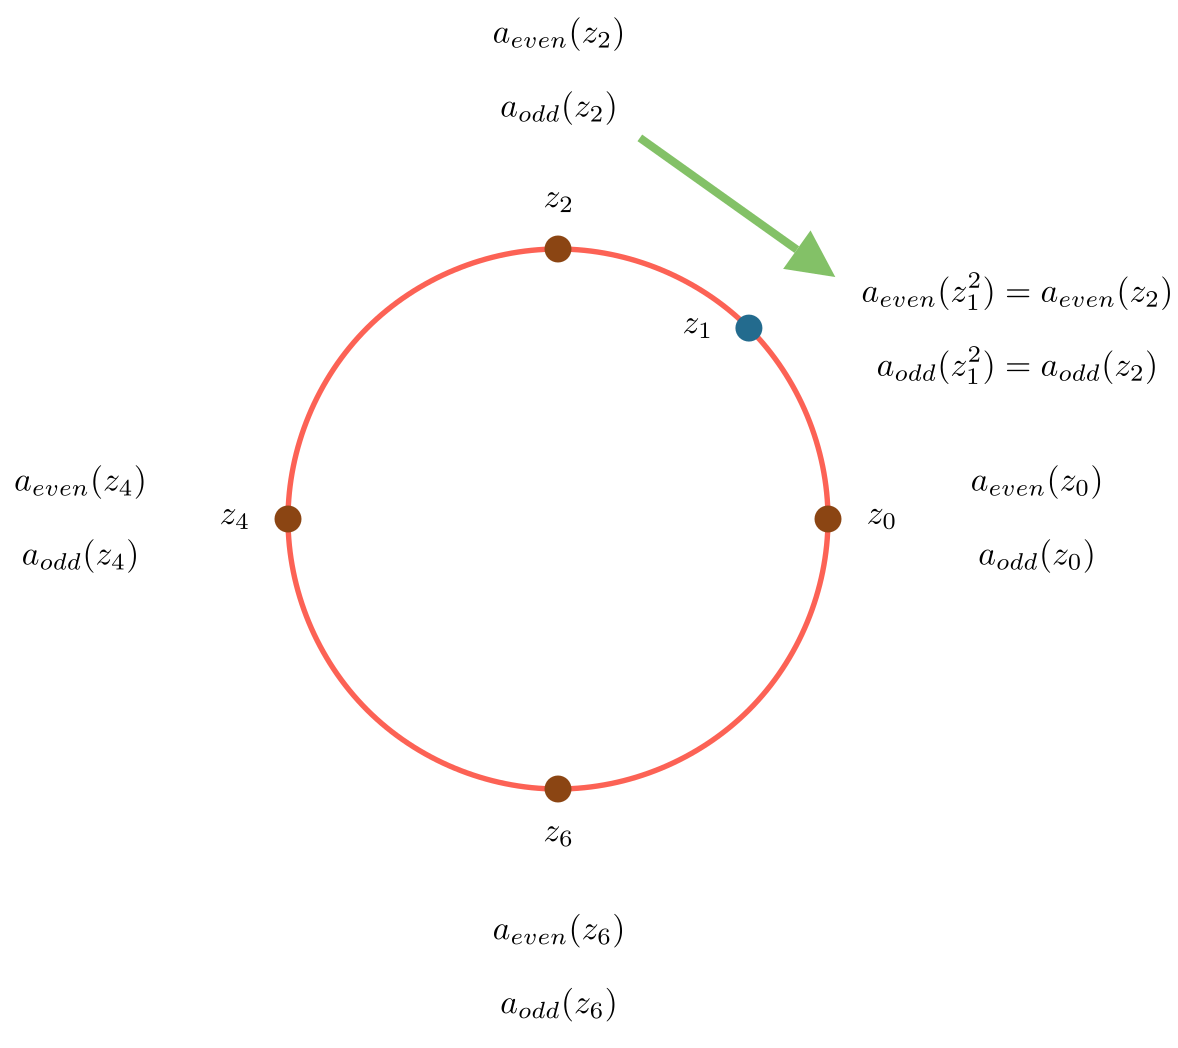 a_{even}(z_2)
a_{odd}(z_2)
z_2
a_{even}(z_1^2) = a_{even}(z_2)
z_1
a_{odd}(z_1^2) = a_{odd}(z_2)
a_{even}(z_4)
a_{even}(z_0)
z_4
z_0
a_{odd}(z_4)
a_{odd}(z_0)
z_6
a_{even}(z_6)
a_{odd}(z_6)